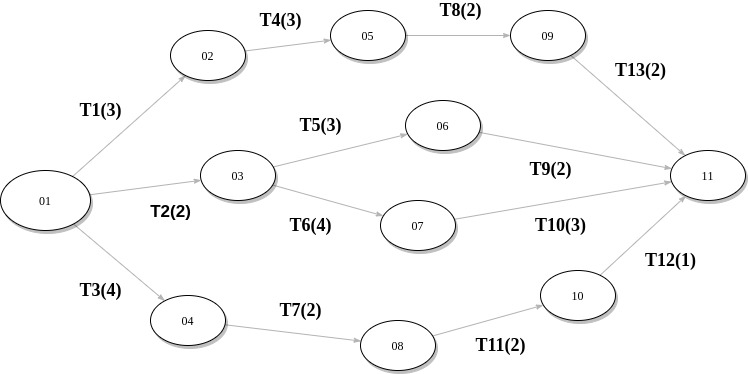 T4(3)
T8(2)
02
05
09
T1(3)
T13(2)
T5(3)
06
01
03
T9(2)
11
T2(2)
T6(4)
07
T10(3)
T3(4)
T12(1)
04
T7(2)
10
08
T11(2)